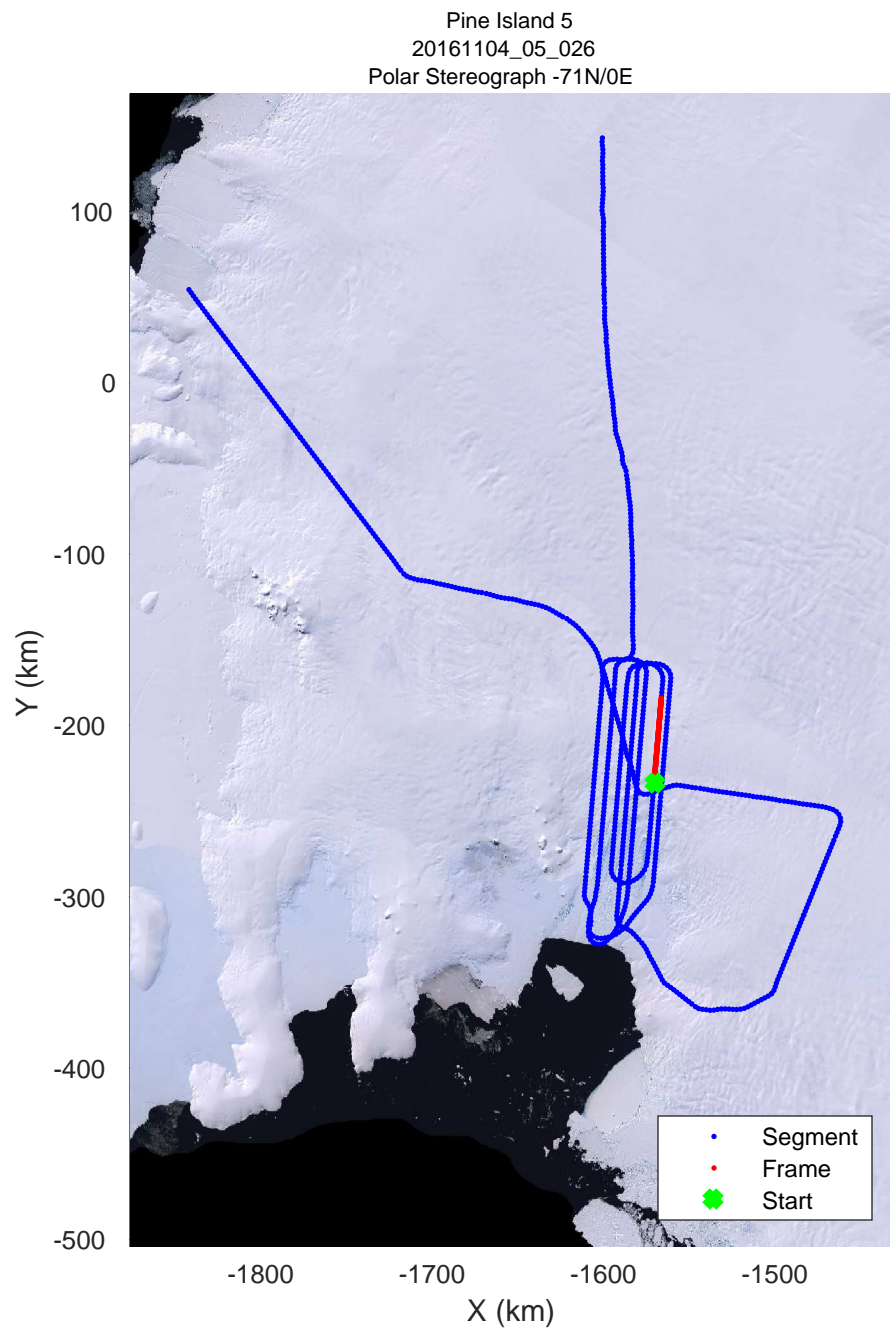 Pine Island 5
20161104_05_026
Polar Stereograph -71N/0E
100
0
-100
-200
-300
-400
-500
Y (km)
-1800
-1700
-1600
-1500
X (km)
Segment
Frame
Start